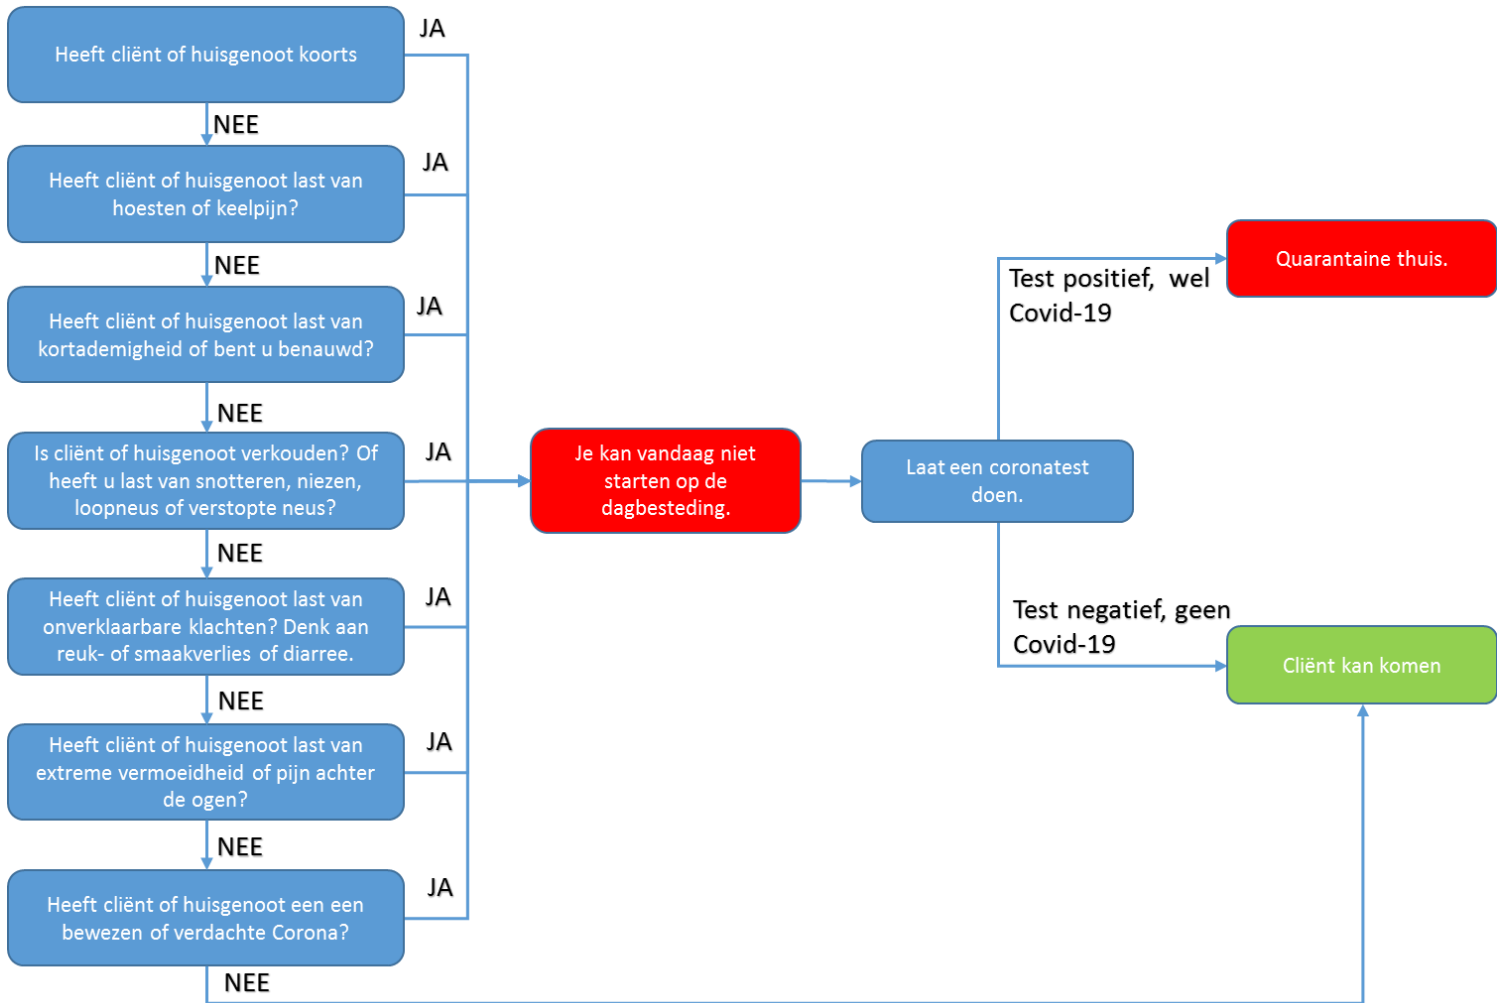 Heeft cliënt of huisgenoot koorts
JA
NEE
Heeft cliënt of huisgenoot last van
hoesten of keelpijn?
JA
NEE
Heeft cliënt of huisgenoot last van
kortademigheid of bent u benauwd?
JA
NEE
Is cliënt of huisgenoot verkouden? Of
heeft u last van snotteren, niezen,
loopneus of verstopte neus?
JA
NEE
Heeft cliënt of huisgenoot last van
onverklaarbare klachten? Denk aan
reuk- of smaakverlies of diarree.
JA
NEE
Heeft cliënt of huisgenoot last van
extreme vermoeidheid of pijn achter
de ogen?
JA
NEE
Heeft cliënt of huisgenoot een een
bewezen of verdachte Corona?
JA
NEE
Je kan vandaag niet
starten op de
dagbesteding.
Laat een coronatest
doen.
Test positief, wel
Covid-19
Quarantaine thuis.
Test negatief, geen
Covid-19
Cliënt kan komen